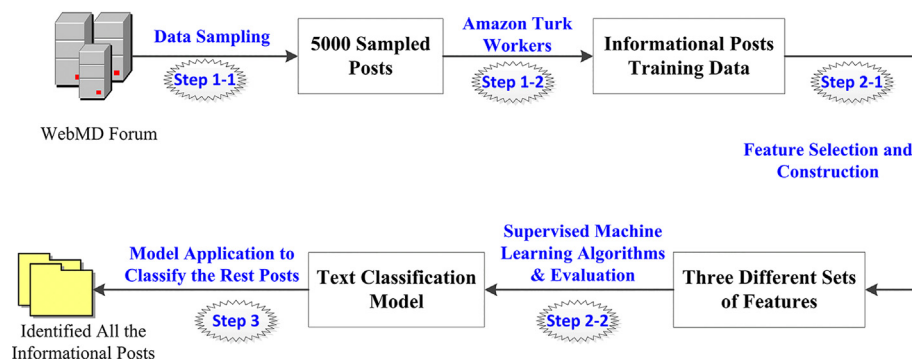 Data Sampling
Step 1-1
WebMD Forum
5000 Sampled
Posts
Amazon Turk
Workers
Step 1-2
Informational Posts
Training Data
Step 2-1
Feature Selection and
Construction
Three Different Sets
of Features
Supervised Machine
Learning Algorithms
& Evaluation
Step 2-2
Text Classification
Model
Model Application to
Classify the Rest Posts
Step 3
Identified All the
Informational Posts